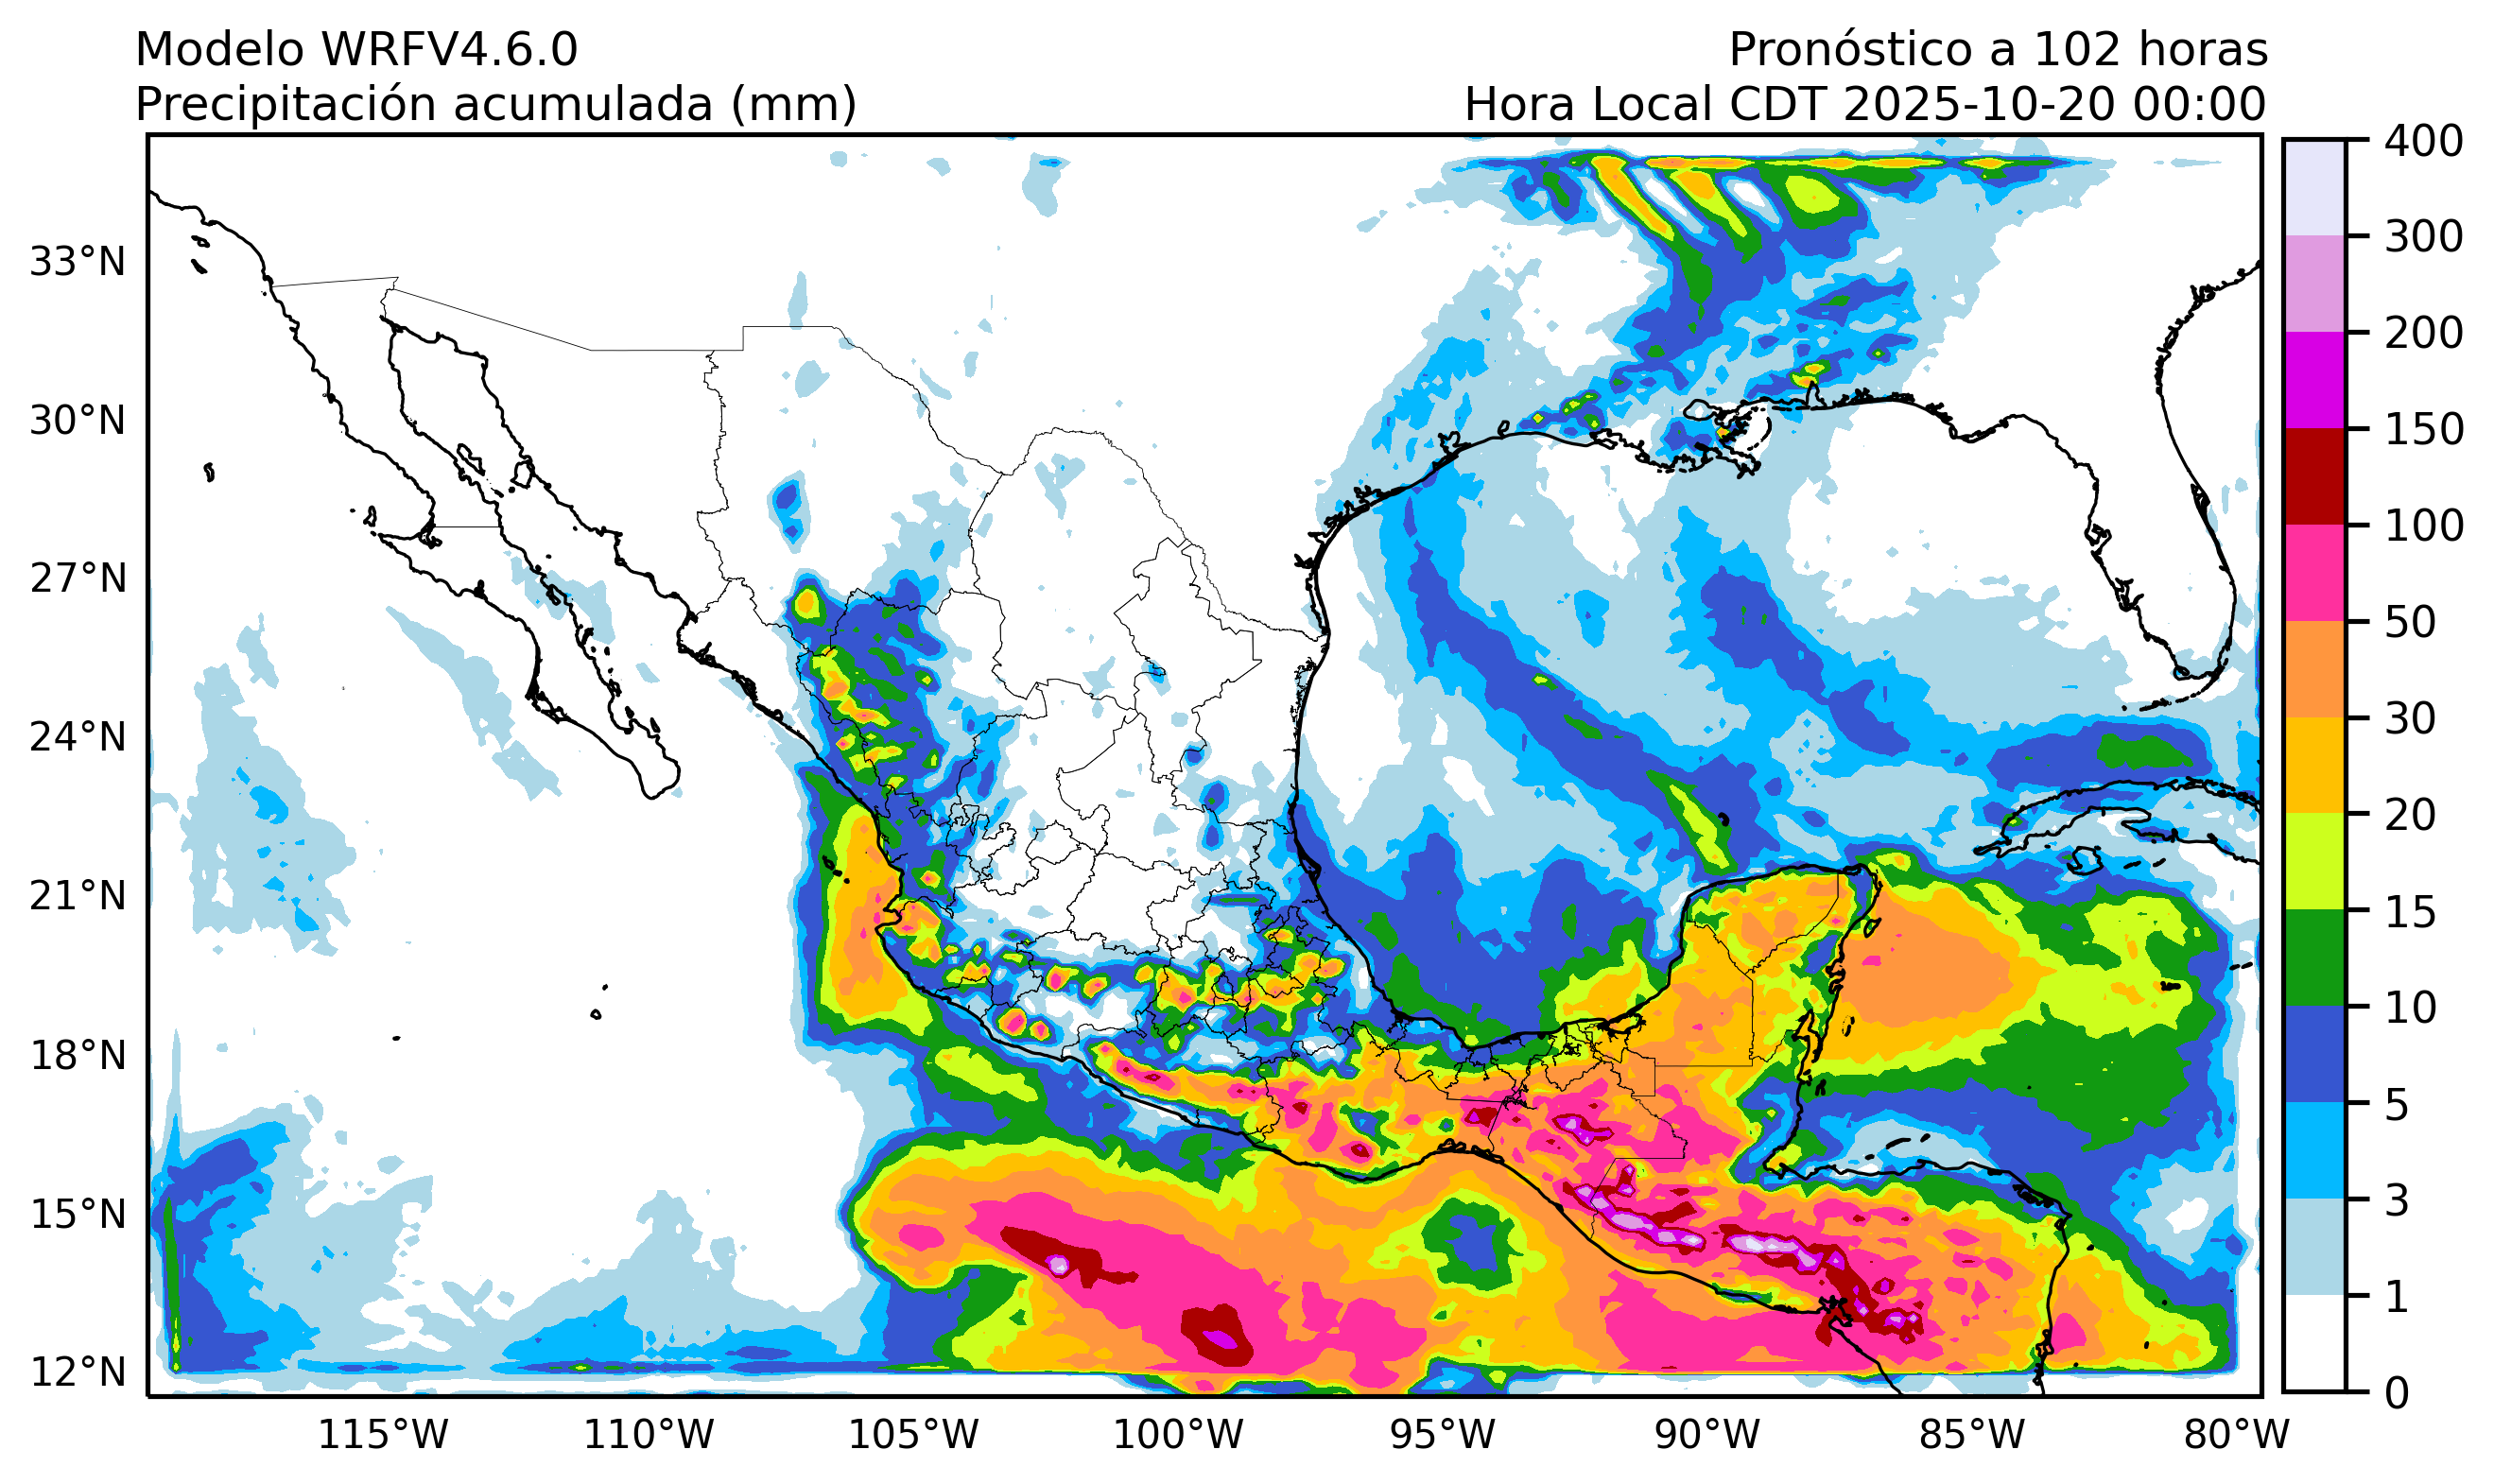 Modelo WRFV4.6.0
Pronóstico a 102 horas
Precipitación acumulada (mm)
Hora Local CDT 2025-10-20 00:00
400
300
200
150
100
50
30
20
15
10
5
3
1
0
33°N
30°N
27°N
24°N
21°N
18°N
15°N
12°N
115°W
110°W
105°W
100°W
95°W
90°W
85°W
80°W